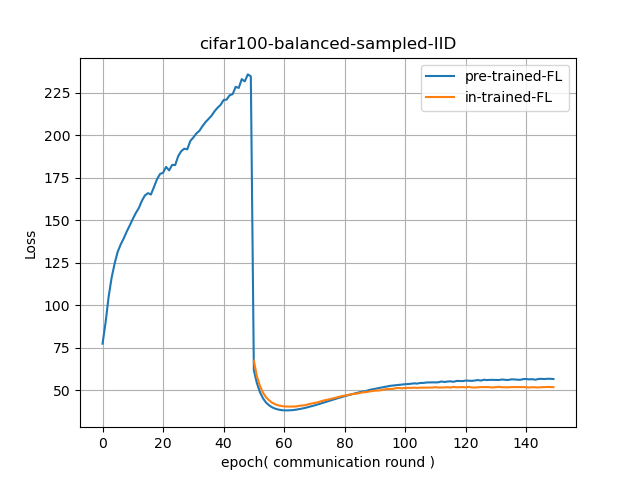 cifar100-balanced-sampled-IID
pre-trained-FL
in-trained-FL
Loss
225
200
175
150
125
100
75
50
0 20 40 60 80 100 120 140
epoch( communication round )